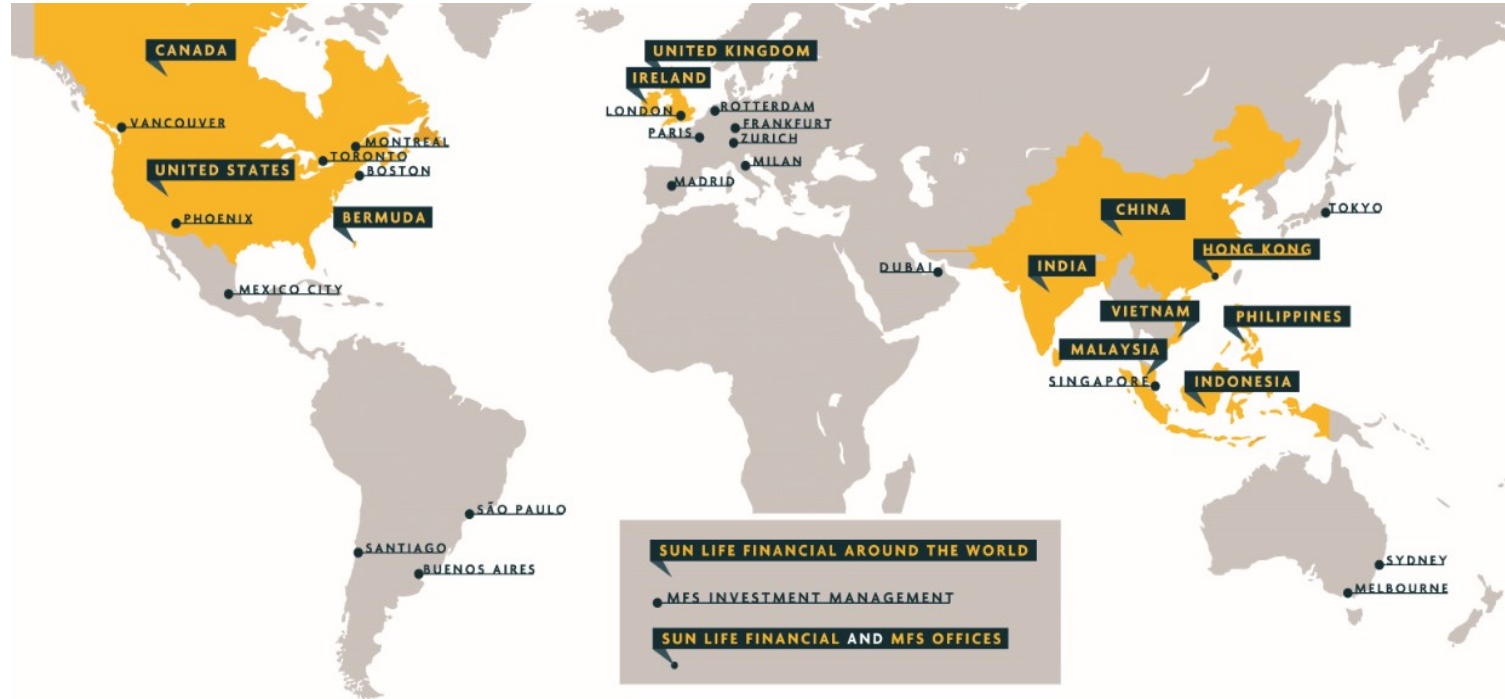 CANADA
VANCOUVER
MONTREAL
TORONTO
UNITED STATES
BOSTON
PHOENIX
BERMUDA
MEXICO CITY
SÃO PAULO
SANTIAGO
BUENOS AIRES
UNITED KINGDOM
IRELAND
LONDON
ROTTERDAM
FRANKFURT
PARIS
ZURICH
MILAN
MADRID
DUBAI
CHINA
TOKYO
HONG KONG
INDIA
VIETNAM
PHILIPPINES
MALAYSIA
SINGAPORE
INDONESIA
SYDNEY
MELBOURNE
SUN LIFE FINANCIAL AROUND THE WORLD
MFS INVESTMENT MANAGEMENT
SUN LIFE FINANCIAL AND MFS OFFICES